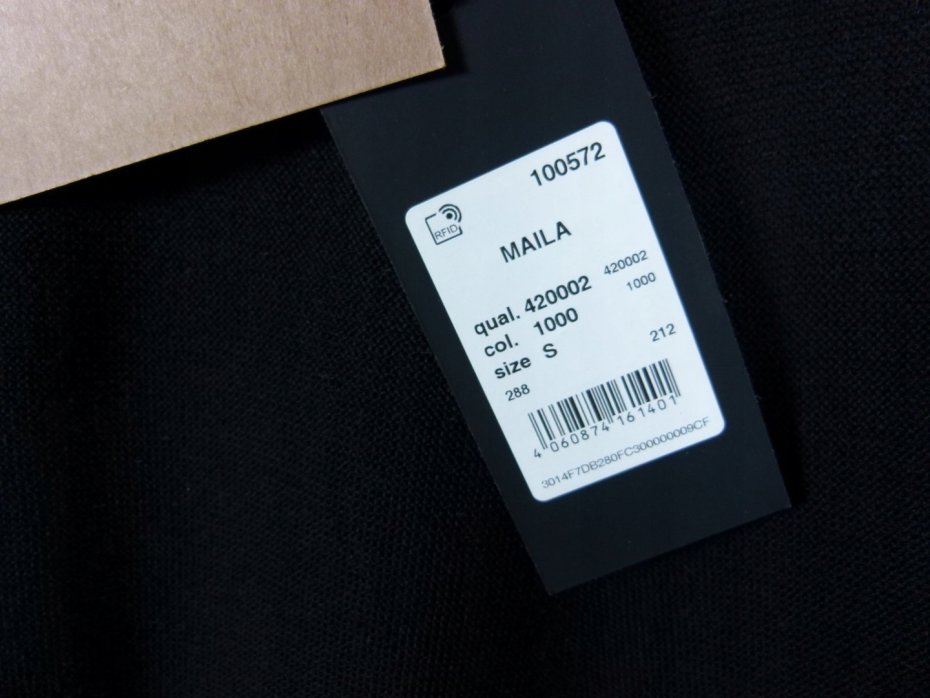 100572
RFID
MAILA
qual. 420002 420002
col. 1000 1000
size S
288 212
4 060874 161401
3014F7DB280FC300000009CF